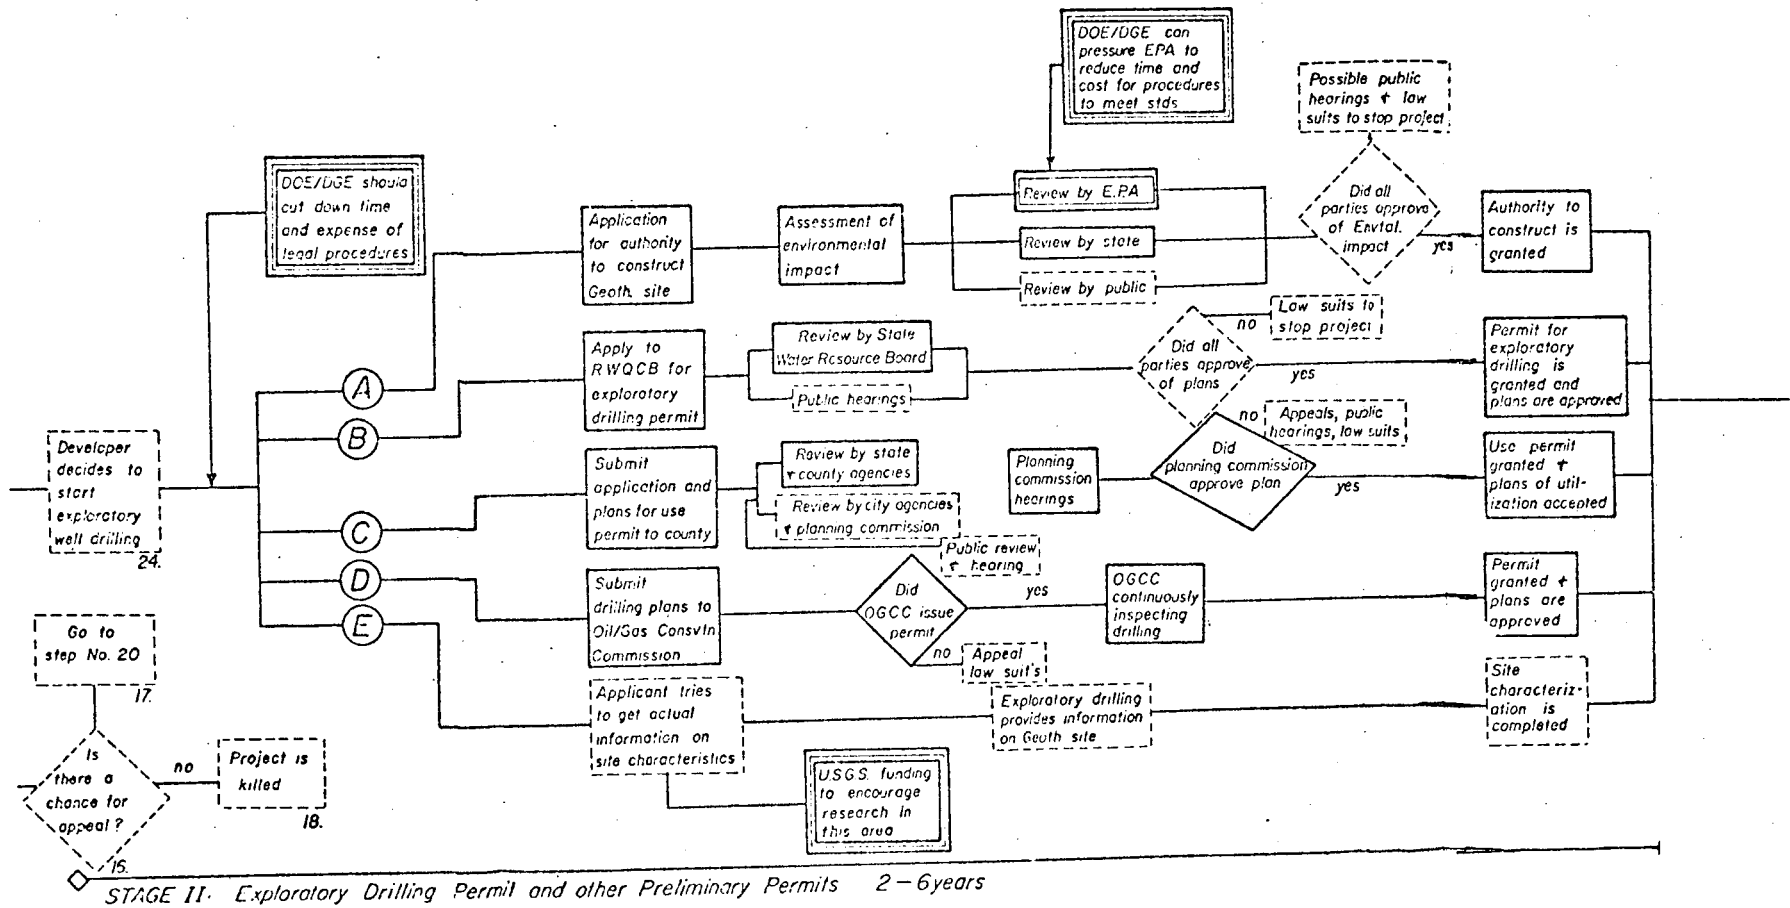 DOE/DGE can
pressure EPA to
reduce time and
cost for procedures
to meet stds
Possible public
hearings + law
suits to stop project
DOE/DGE should
cut down time
and expense of
legal procedures
Application
for authority
to construct
Geoth. site
Assessment of
environmental
impact
Review by E.P.A
Review by state
Review by public
Did all
parties approve
of Envtal.
impact
yes
Authority to
construct is
granted
A
Apply to
RWQCB for
exploratory
drilling permit
Review by State
Water Resource Board
Public hearings
Did all
parties approve
of plans
no
Law suits to
stop project
yes
Permit for
exploratory
drilling is
granted and
plans are approved
B
Developer
decides to
start
exploratory
well drilling
24.
C
Submit
application and
plans for use
permit to county
Review by state
+ county agencies
Review by city agencies
+ planning commission
Public review
+ hearing
Planning
commission
hearings
Did
planning commission
approve plan
no
Appeals, public
hearings, law suits
yes
Use permit
granted +
plans of util-
ization accepted
D
Submit
drilling plans to
Oil/Gas Consvtn
Commission
Did
OGCC issue
permit
yes
no
Appeal
law suit's
OGCC
continuously
inspecting
drilling
Permit
granted +
plans are
approved
E
Applicant tries
to get actual
information on
site characteristics
Exploratory drilling
provides information
on Geoth site
Site
characteriz-
ation is
completed
U.S.G.S. funding
to encourage
research in
this area
Go to
step No. 20
17.
Is
there a
chance for
appeal?
no
Project is
killed
18.
STAGE II. Exploratory Drilling Permit and other Preliminary Permits 2-6years